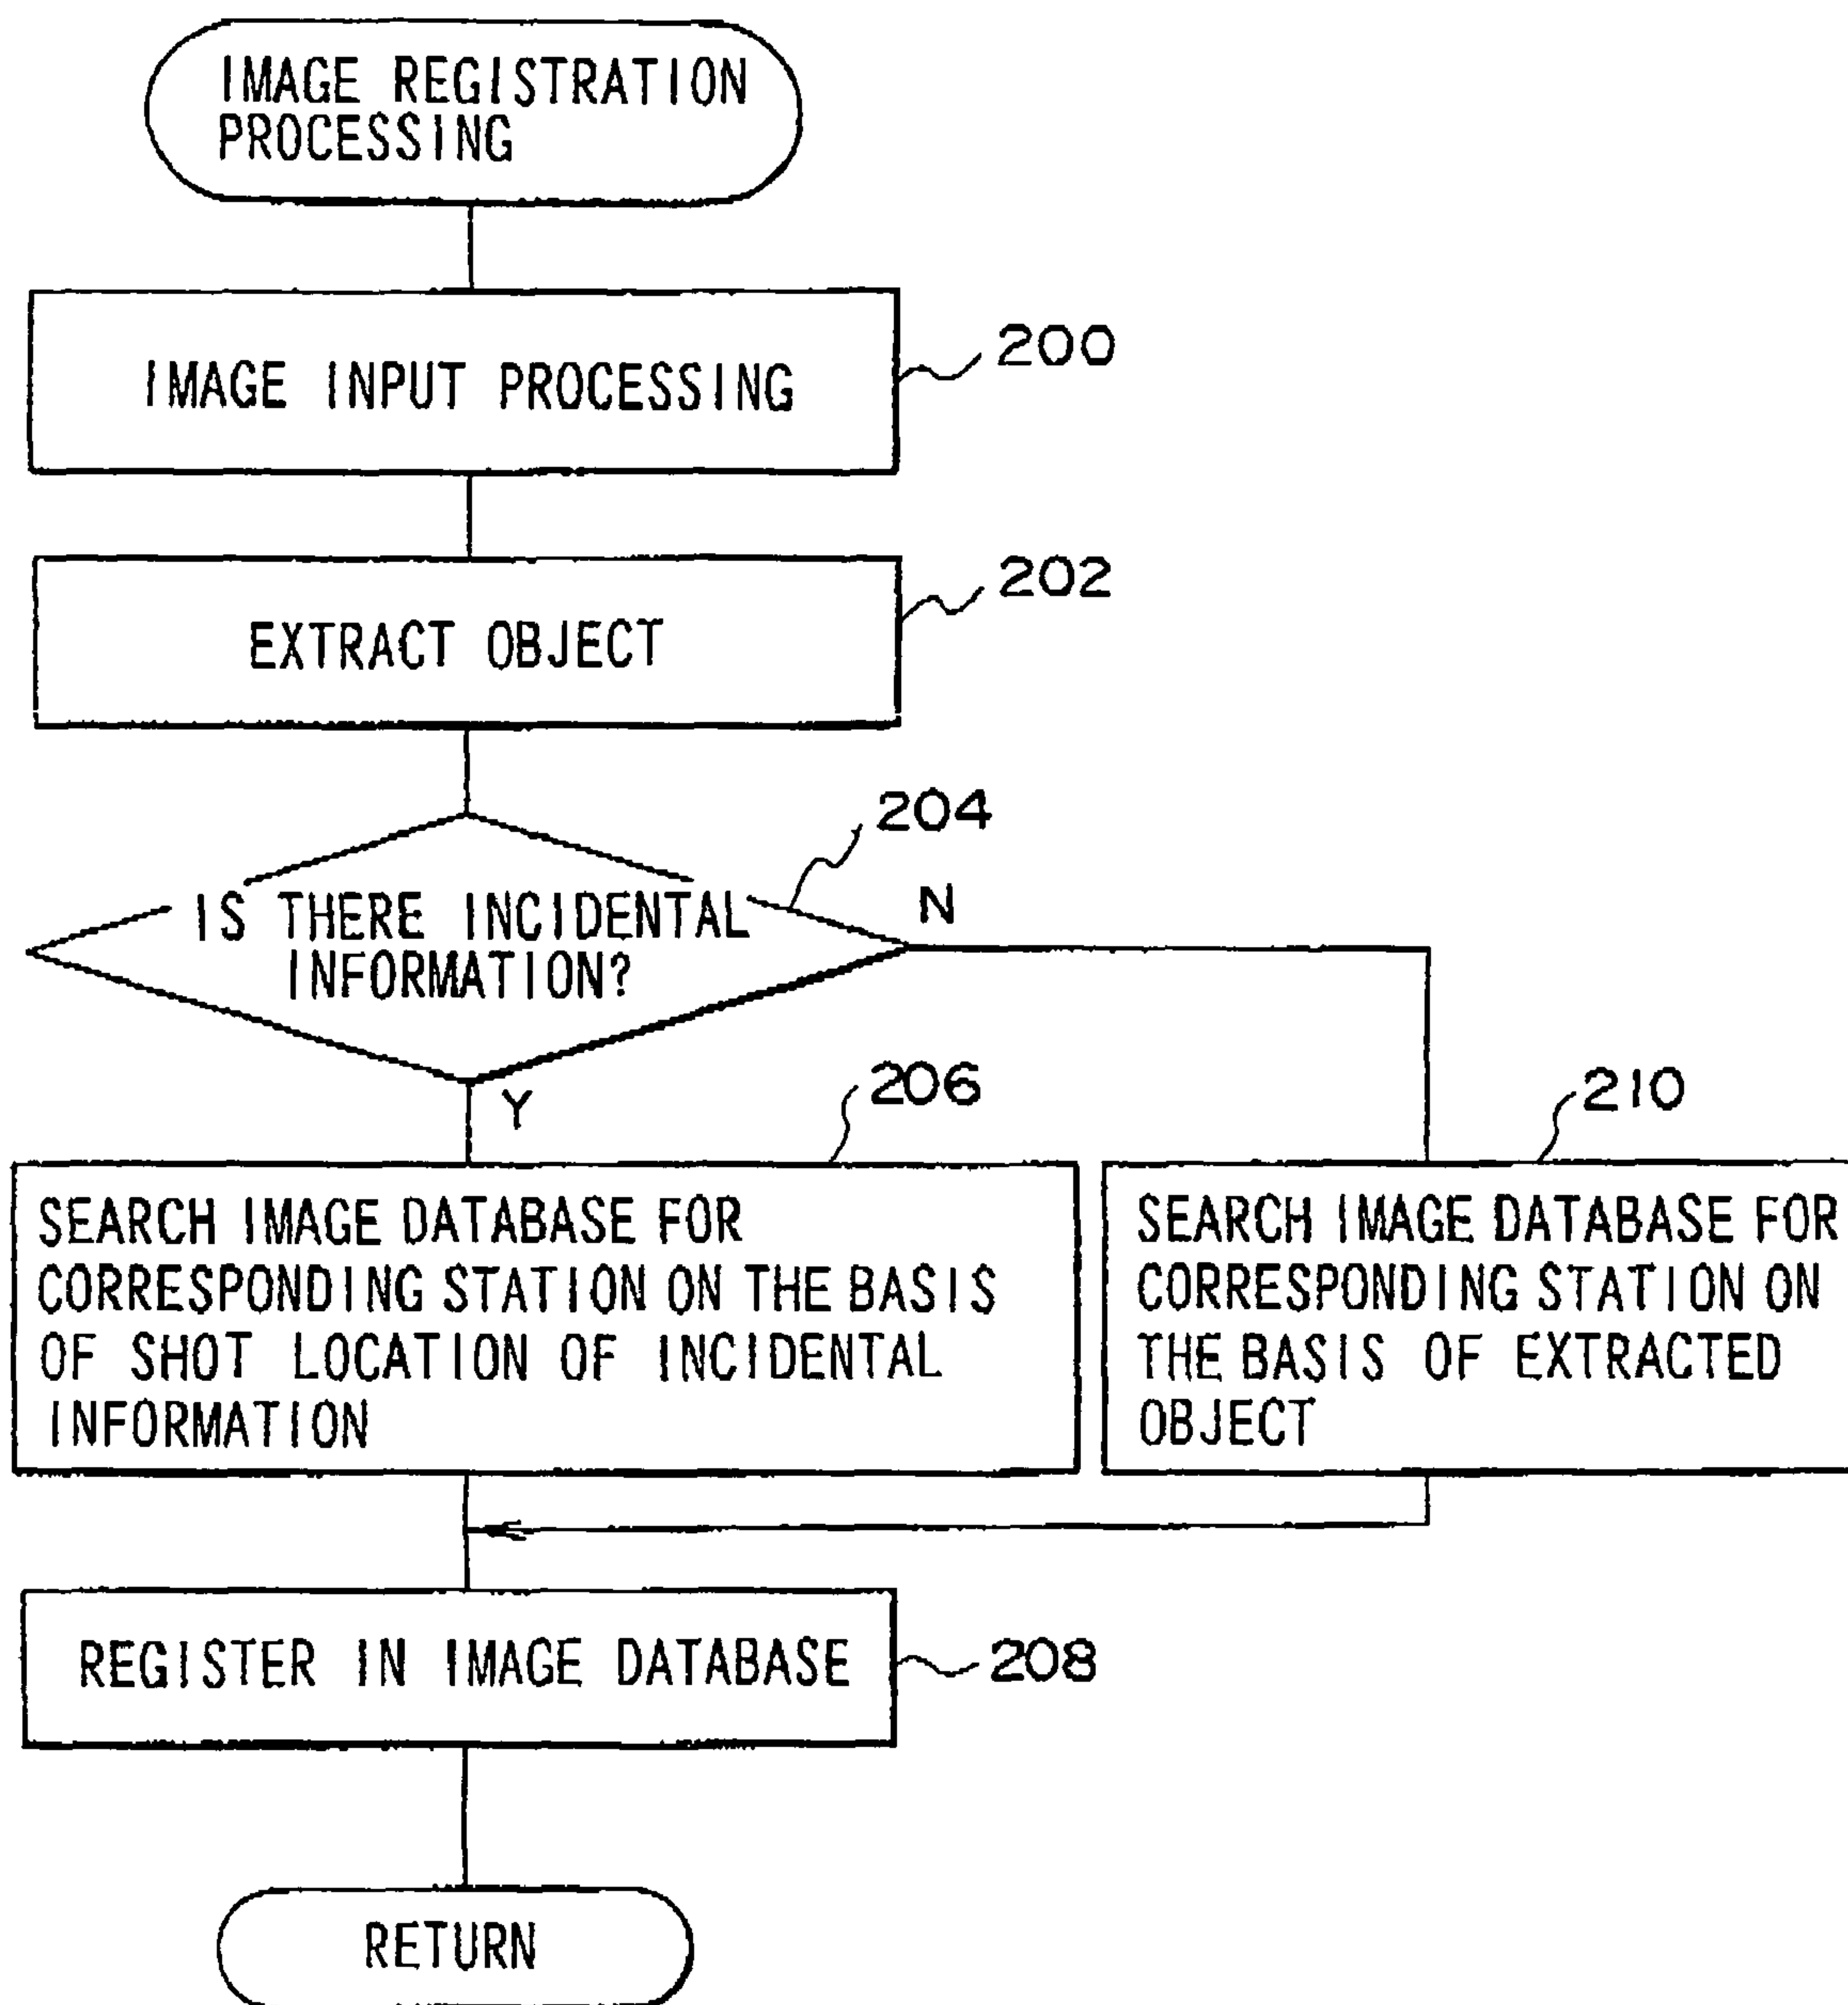 IMAGE REGISTRATION
PROCESSING
IMAGE INPUT PROCESSING
200
EXTRACT OBJECT
202
204
IS THERE INCIDENTAL
INFORMATION?
N
Y
206
SEARCH IMAGE DATABASE FOR
CORRESPONDING STATION ON THE BASIS
OF SHOT LOCATION OF INCIDENTAL
INFORMATION
210
SEARCH IMAGE DATABASE FOR
CORRESPONDING STATION ON
THE BASIS OF EXTRACTED
OBJECT
REGISTER IN IMAGE DATABASE
208
RETURN